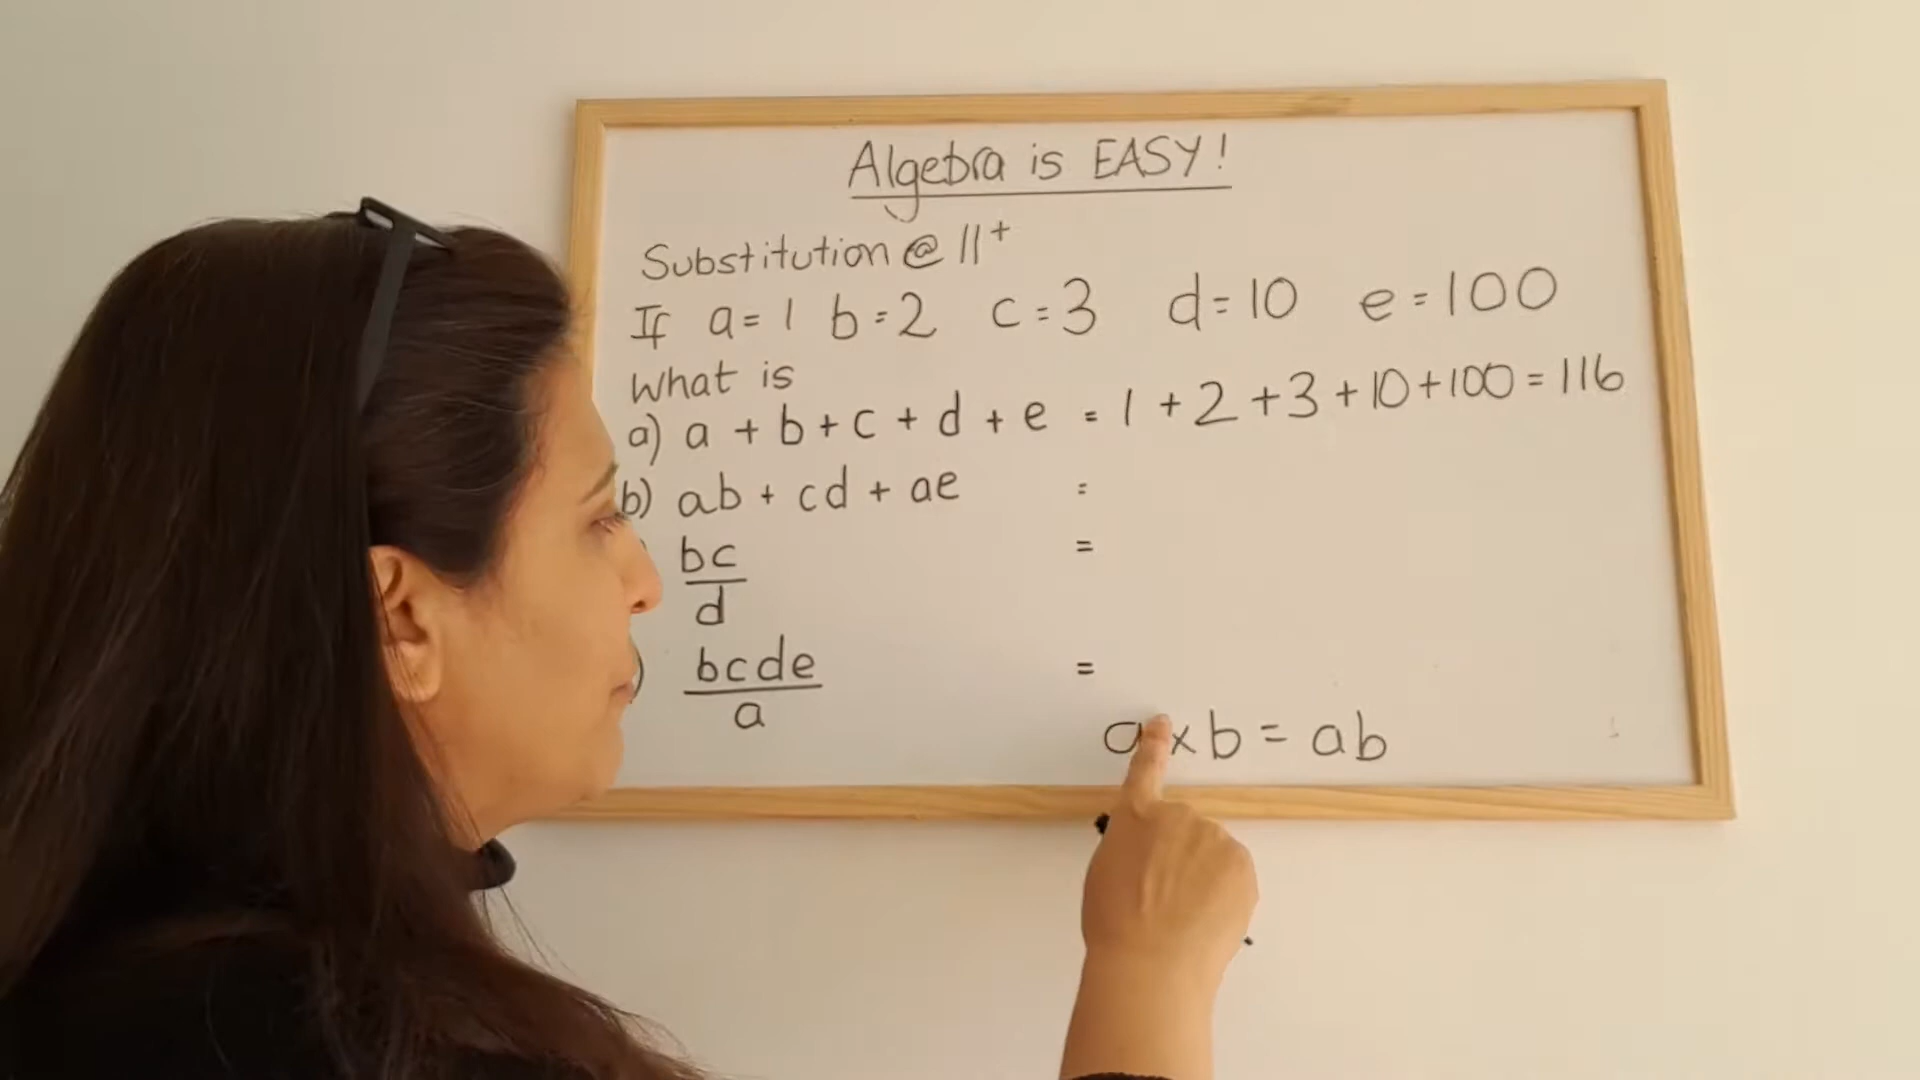 Algebra is EASY!
Substitution @ 11+
If a = 1 b = 2 c = 3 d = 10 e = 100
What is
a) a + b + c + d + e = 1 + 2 + 3 + 10 + 100 = 116
b) ab + cd + ae =
bc =
d
) bcde =
a
a x b = ab